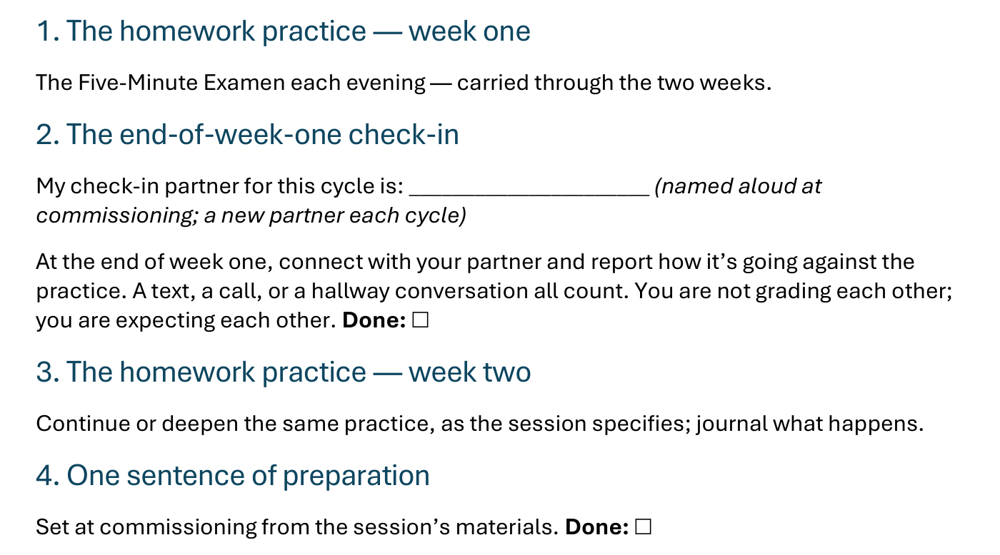 1. The homework practice — week one
The Five-Minute Examen each evening — carried through the two weeks.
2. The end-of-week-one check-in
My check-in partner for this cycle is: ______________________ (named aloud at
commissioning; a new partner each cycle)
At the end of week one, connect with your partner and report how it’s going against the
practice. A text, a call, or a hallway conversation all count. You are not grading each other;
you are expecting each other. Done: ☐
3. The homework practice — week two
Continue or deepen the same practice, as the session specifies; journal what happens.
4. One sentence of preparation
Set at commissioning from the session’s materials. Done: ☐